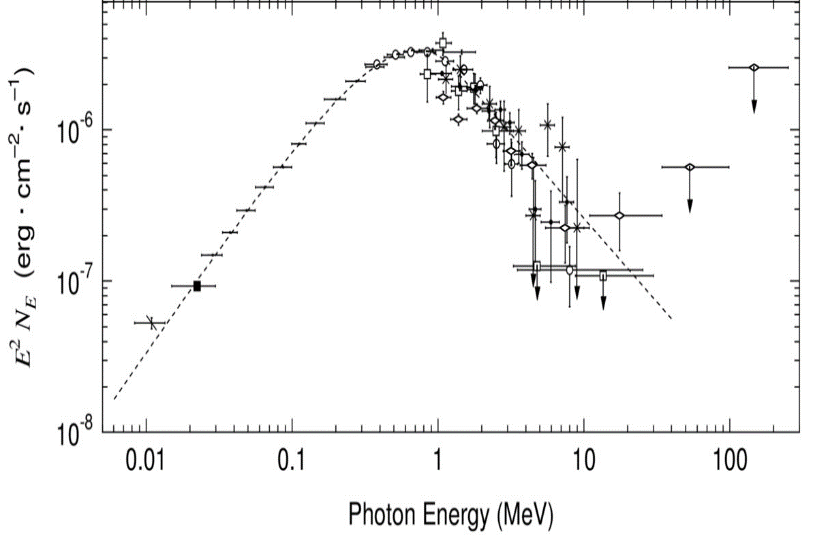 E² N_E (erg · cm⁻² · s⁻¹)
10⁻⁶
10⁻⁷
10⁻⁸
0.01 0.1 1 10 100
Photon Energy (MeV)